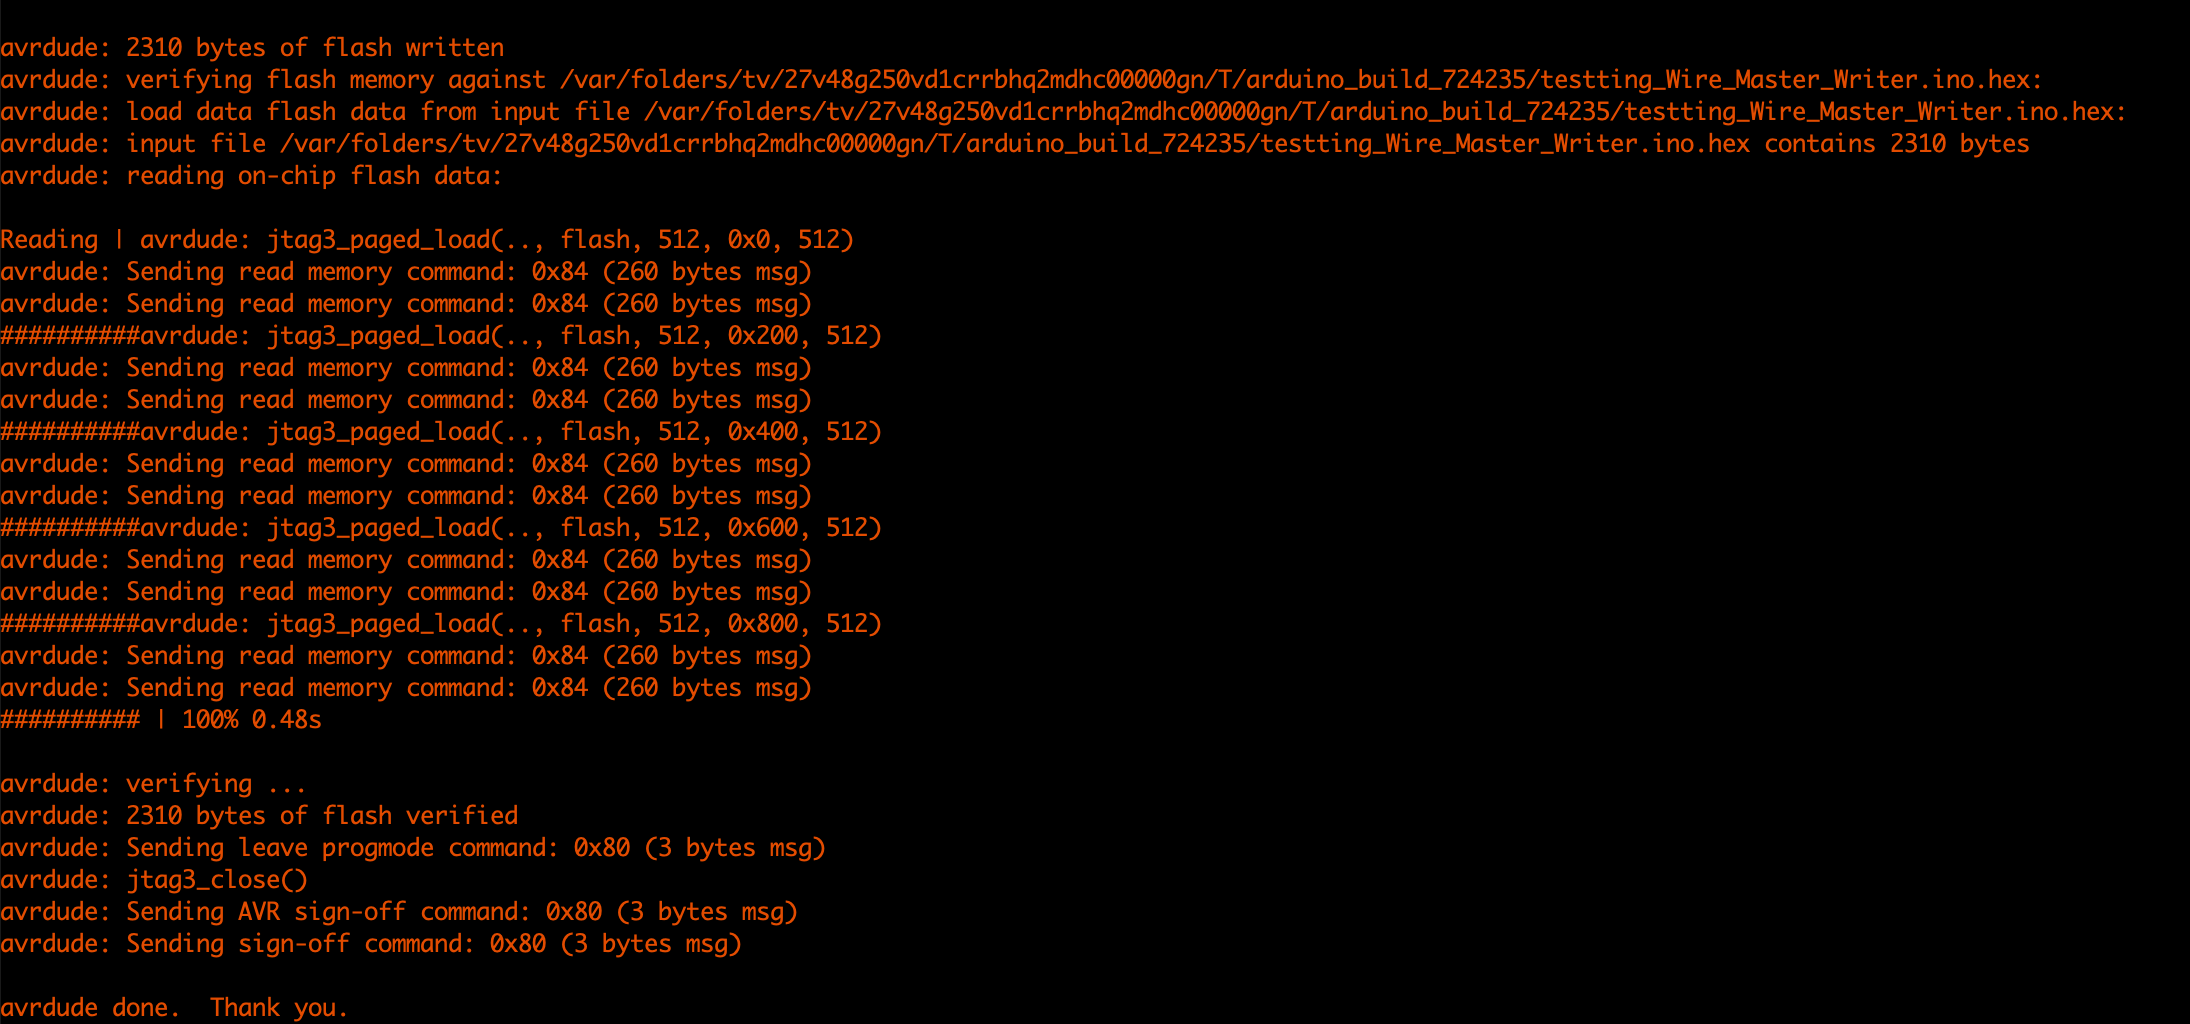 avrdude: 2310 bytes of flash written
avrdude: verifying flash memory against /var/folders/tv/27v48g250vd1crrbhq2mdhc00000gn/T/arduino_build_724235/testting_Wire_Master_Writer.ino.hex:
avrdude: load data flash data from input file /var/folders/tv/27v48g250vd1crrbhq2mdhc00000gn/T/arduino_build_724235/testting_Wire_Master_Writer.ino.hex:
avrdude: input file /var/folders/tv/27v48g250vd1crrbhq2mdhc00000gn/T/arduino_build_724235/testting_Wire_Master_Writer.ino.hex contains 2310 bytes
avrdude: reading on-chip flash data:

Reading | avrdude: jtag3_paged_load(.., flash, 512, 0x0, 512)
avrdude: Sending read memory command: 0x84 (260 bytes msg)
avrdude: Sending read memory command: 0x84 (260 bytes msg)
##########avrdude: jtag3_paged_load(.., flash, 512, 0x200, 512)
avrdude: Sending read memory command: 0x84 (260 bytes msg)
avrdude: Sending read memory command: 0x84 (260 bytes msg)
##########avrdude: jtag3_paged_load(.., flash, 512, 0x400, 512)
avrdude: Sending read memory command: 0x84 (260 bytes msg)
avrdude: Sending read memory command: 0x84 (260 bytes msg)
##########avrdude: jtag3_paged_load(.., flash, 512, 0x600, 512)
avrdude: Sending read memory command: 0x84 (260 bytes msg)
avrdude: Sending read memory command: 0x84 (260 bytes msg)
##########avrdude: jtag3_paged_load(.., flash, 512, 0x800, 512)
avrdude: Sending read memory command: 0x84 (260 bytes msg)
avrdude: Sending read memory command: 0x84 (260 bytes msg)
########## | 100% 0.48s

avrdude: verifying ...
avrdude: 2310 bytes of flash verified
avrdude: Sending leave progmode command: 0x80 (3 bytes msg)
avrdude: jtag3_close()
avrdude: Sending AVR sign-off command: 0x80 (3 bytes msg)
avrdude: Sending sign-off command: 0x80 (3 bytes msg)

avrdude done.  Thank you.